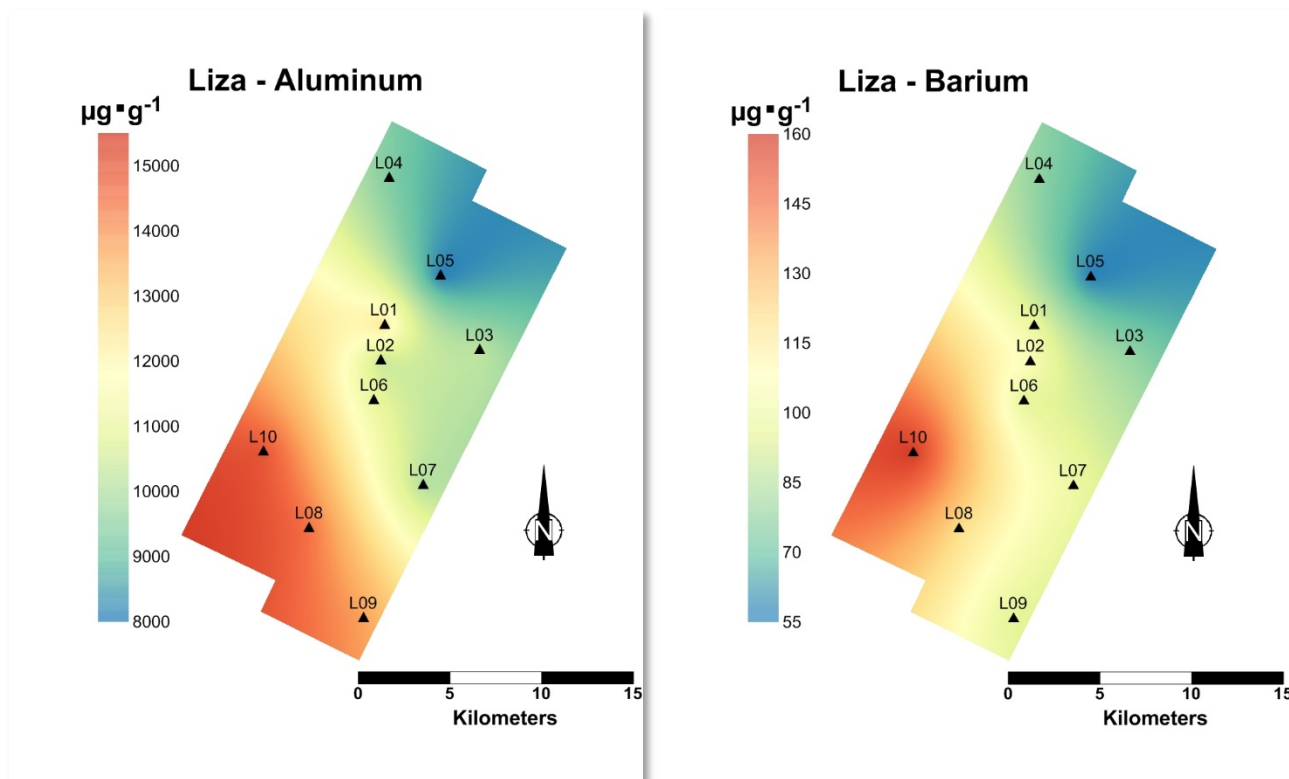 Liza - Aluminum
µg▪g-1
15000
14000
13000
12000
11000
10000
9000
8000
L04
L05
L01
L03
L02
L06
L10
L07
L08
L09
N
0 5 10 15
Kilometers
Liza - Barium
µg▪g-1
160
145
130
115
100
85
70
55
L04
L05
L01
L03
L02
L06
L10
L07
L08
L09
N
0 5 10 15
Kilometers